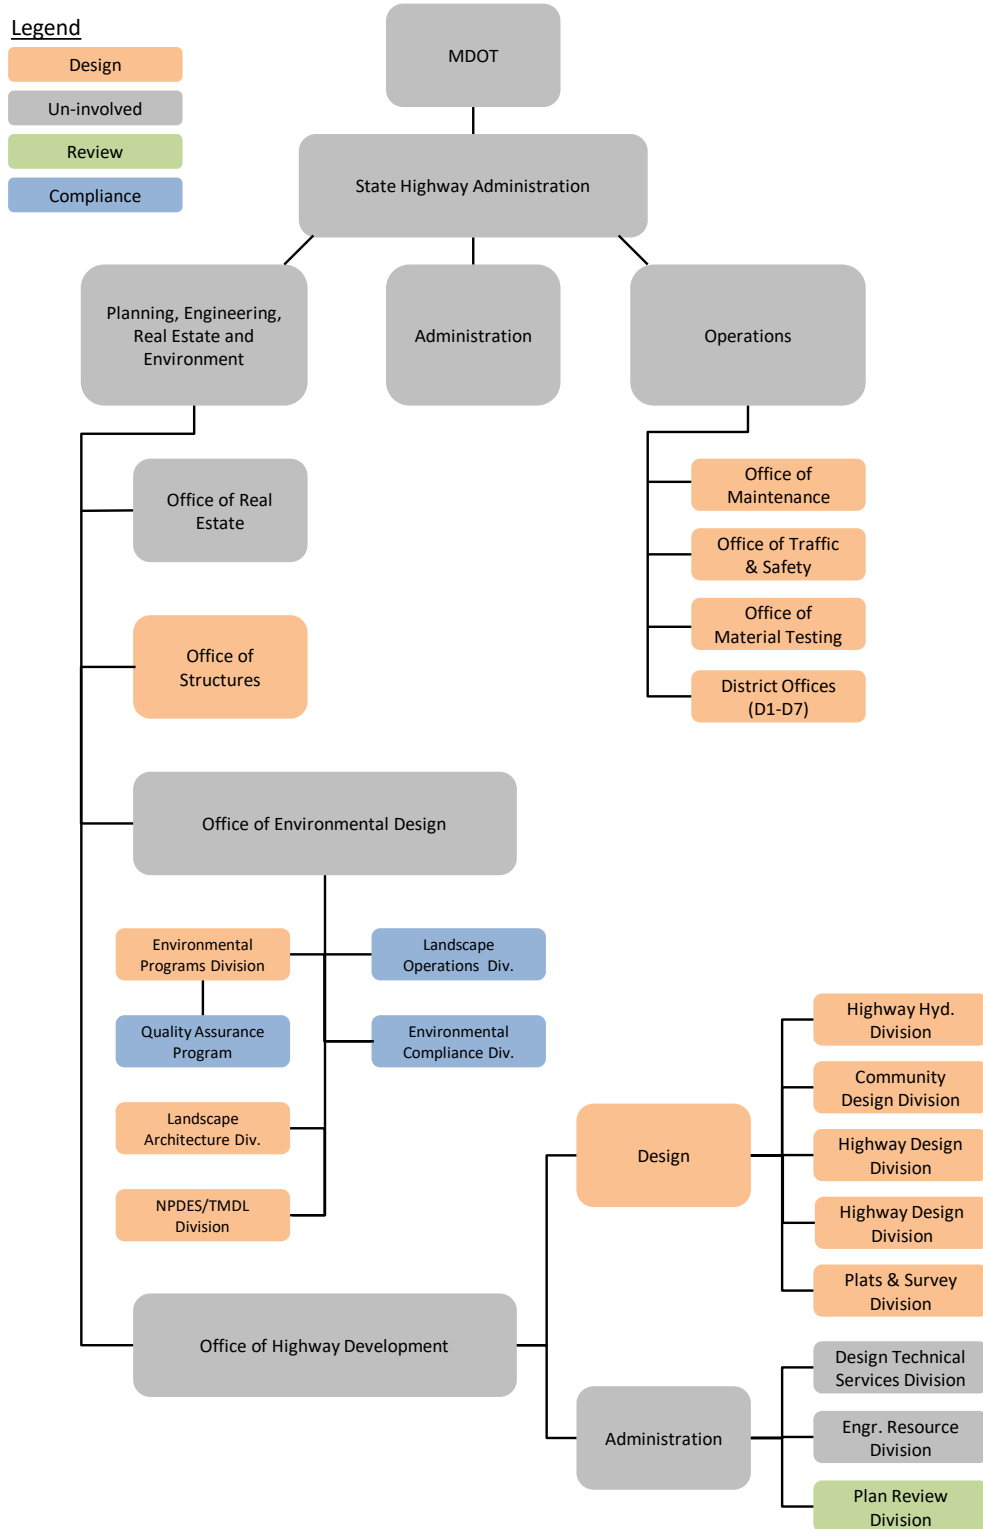 Legend
Design
Un-involved
Review
Compliance
MDOT
State Highway Administration
Planning, Engineering,
Real Estate and
Environment
Administration
Operations
Office of Real
Estate
Office of
Structures
Office of
Maintenance
Office of Traffic
& Safety
Office of
Material Testing
District Offices
(D1-D7)
Office of Environmental Design
Environmental
Programs Division
Landscape
Operations Div.
Quality Assurance
Program
Environmental
Compliance Div.
Landscape
Architecture Div.
NPDES/TMDL
Division
Office of Highway Development
Design
Highway Hyd.
Division
Community
Design Division
Highway Design
Division
Highway Design
Division
Plats & Survey
Division
Administration
Design Technical
Services Division
Engr. Resource
Division
Plan Review
Division